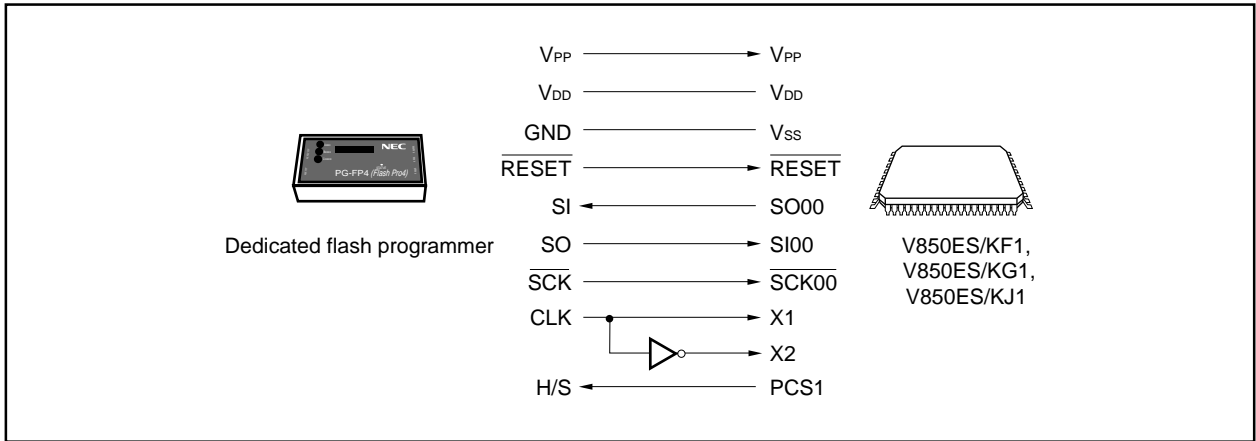 VPP VPP
VDD VDD
GND VSS
RESET RESET
SI SO00
SO SI00
SCK SCK00
CLK X1
X2
H/S PCS1
NEC
PG-FP4 (Flash Pro4)
Dedicated flash programmer
V850ES/KF1,
V850ES/KG1,
V850ES/KJ1